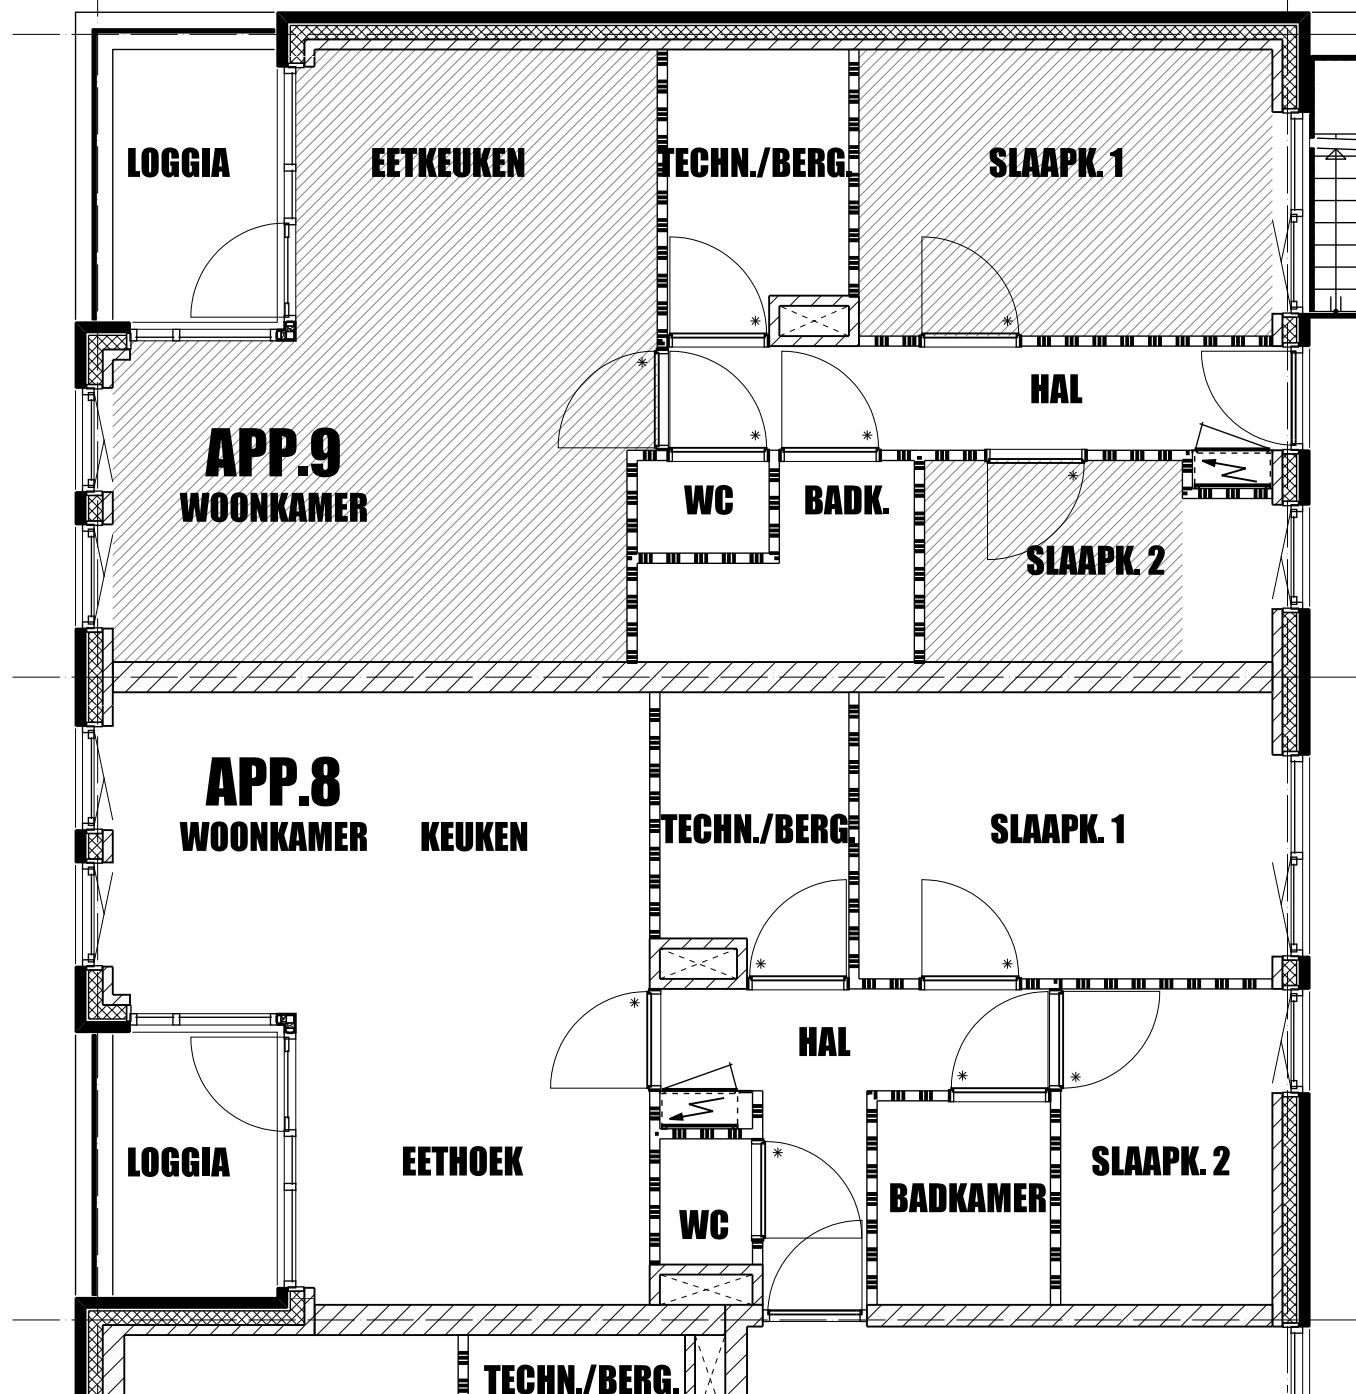 LOGGIA
EETKEUKEN
TECHN./BERG.
SLAAPK. 1
HAL
APP.9
WOONKAMER
WC
BADK.
SLAAPK. 2
APP.8
WOONKAMER
KEUKEN
TECHN./BERG.
SLAAPK. 1
HAL
LOGGIA
EETHOEK
WC
BADKAMER
SLAAPK. 2
TECHN./BERG.